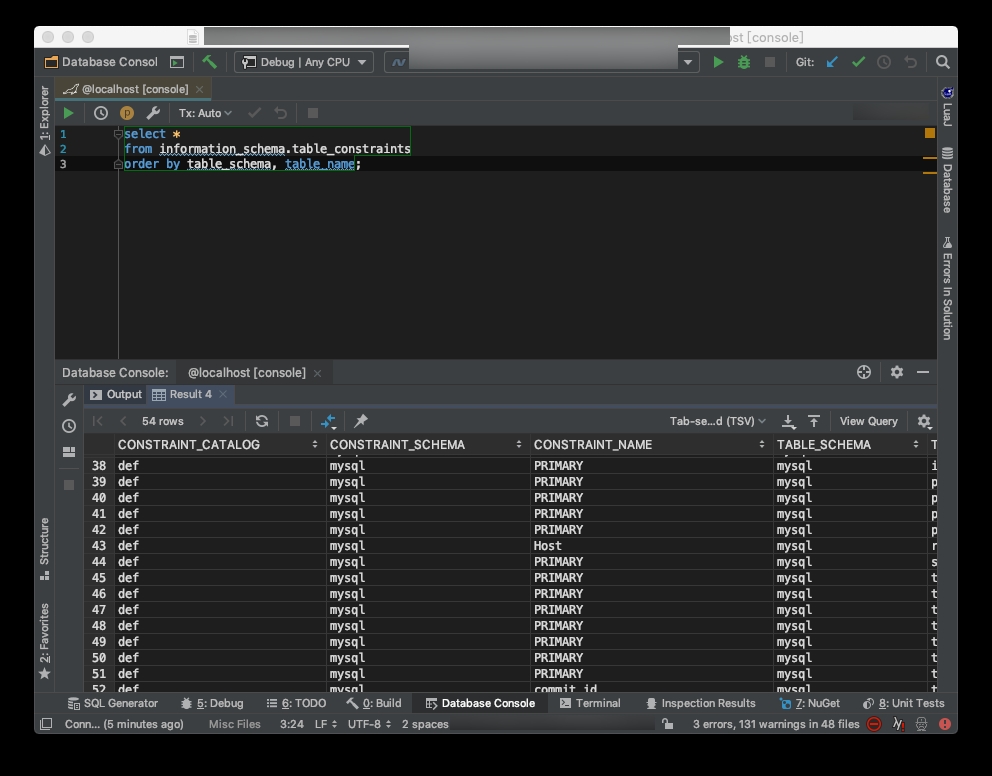 st [console]
Database Consol
Debug | Any CPU
Git:
@localhost [console]
Tx: Auto
1 select *
2 from information_schema.table_constraints
3 order by table_schema, table_name;
1: Explorer
LuaJ
Database
Errors In Solution
Database Console:
@localhost [console]
Output
Result 4
54 rows
Tab-se...d (TSV)
View Query
CONSTRAINT_CATALOG CONSTRAINT_SCHEMA CONSTRAINT_NAME TABLE_SCHEMA T
38 def mysql PRIMARY mysql i
39 def mysql PRIMARY mysql p
40 def mysql PRIMARY mysql p
41 def mysql PRIMARY mysql p
42 def mysql PRIMARY mysql p
43 def mysql Host mysql r
44 def mysql PRIMARY mysql s
45 def mysql PRIMARY mysql t
46 def mysql PRIMARY mysql t
47 def mysql PRIMARY mysql t
48 def mysql PRIMARY mysql t
49 def mysql PRIMARY mysql t
50 def mysql PRIMARY mysql t
51 def mysql PRIMARY mysql t
52 def mysql commit_id mysql t
Structure
2: Favorites
SQL Generator
5: Debug
6: TODO
0: Build
Database Console
Terminal
Inspection Results
7: NuGet
8: Unit Tests
Conn... (5 minutes ago)
Misc Files
3:24
LF
UTF-8
2 spaces
3 errors, 131 warnings in 48 files